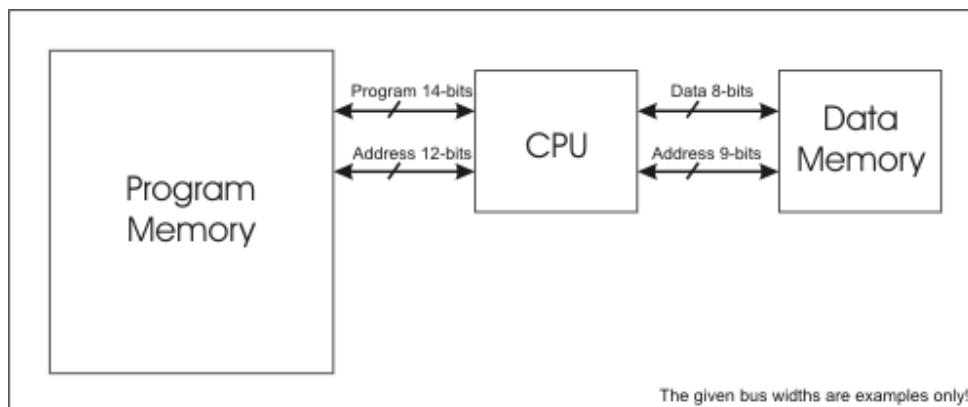 Program 14-bits
Data 8-bits
Address 12-bits
Address 9-bits
Program
Memory
CPU
Data
Memory
The given bus widths are examples only!